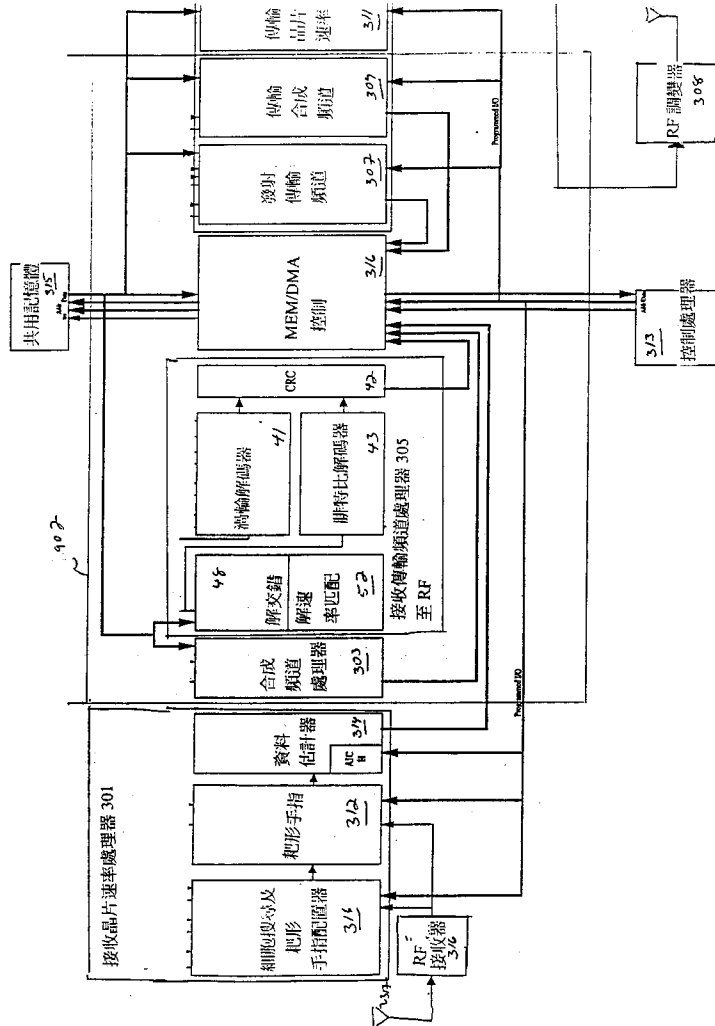 902
接收晶片速率處理器 301
細胞搜尋及
耙形
手指配置器
316
耙形手指
312
資料
估計器
314
AIC
H
237
RF
接收器
316
合成
頻道
處理器
303
解交錯
48
解速
率匹配
52
渦輪解碼器
41
腓特比解碼器
43
接收傳輸頻道處理器 305
至 RF
CRC
42
MEM/DMA
控制
316
共用記憶體
315
發射
傳輸
頻道
307
傳輸
合成
頻道
309
傳輸
晶片
速率
311
Programmed I/O
Programmed I/O
控制處理器
313
RF 調變器
308